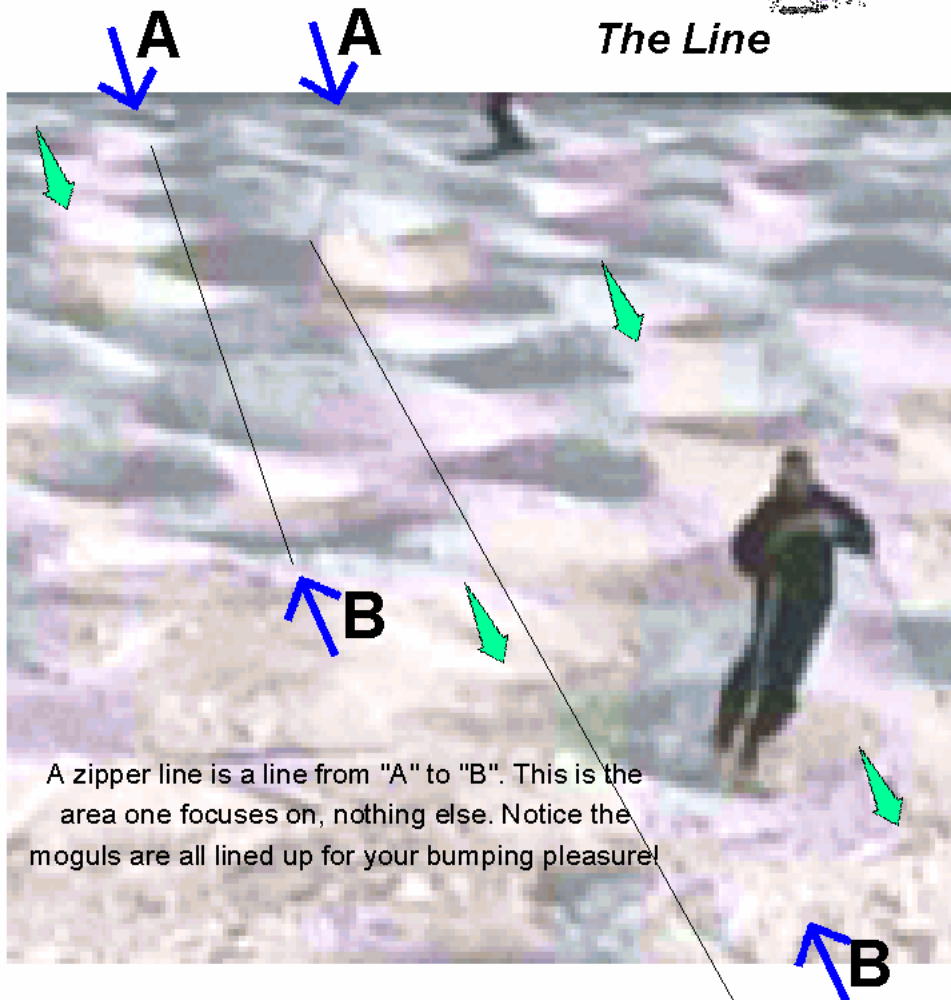 A
A
The Line
B
A zipper line is a line from "A" to "B". This is the
area one focuses on, nothing else. Notice the
moguls are all lined up for your bumping pleasure!
B